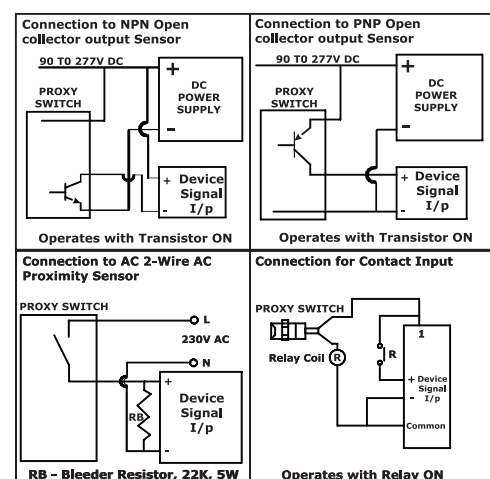 Connection to NPN Open
collector output Sensor
90 T0 277V DC
PROXY
SWITCH
+
DC
POWER
SUPPLY
-
+ Device
Signal
I/p
-
Operates with Transistor ON
Connection to PNP Open
collector output Sensor
90 T0 277V DC
PROXY
SWITCH
+
DC
POWER
SUPPLY
-
+ Device
Signal
I/p
-
Operates with Transistor ON
Connection to AC 2-Wire AC
Proximity Sensor
PROXY SWITCH
L
230V AC
N
+
RB
Device
Signal
I/p
-
RB - Bleeder Resistor, 22K, 5W
Connection for Contact Input
PROXY SWITCH
1
Relay Coil R
R
+ Device
Signal
- I/p
Common
Operates with Relay ON